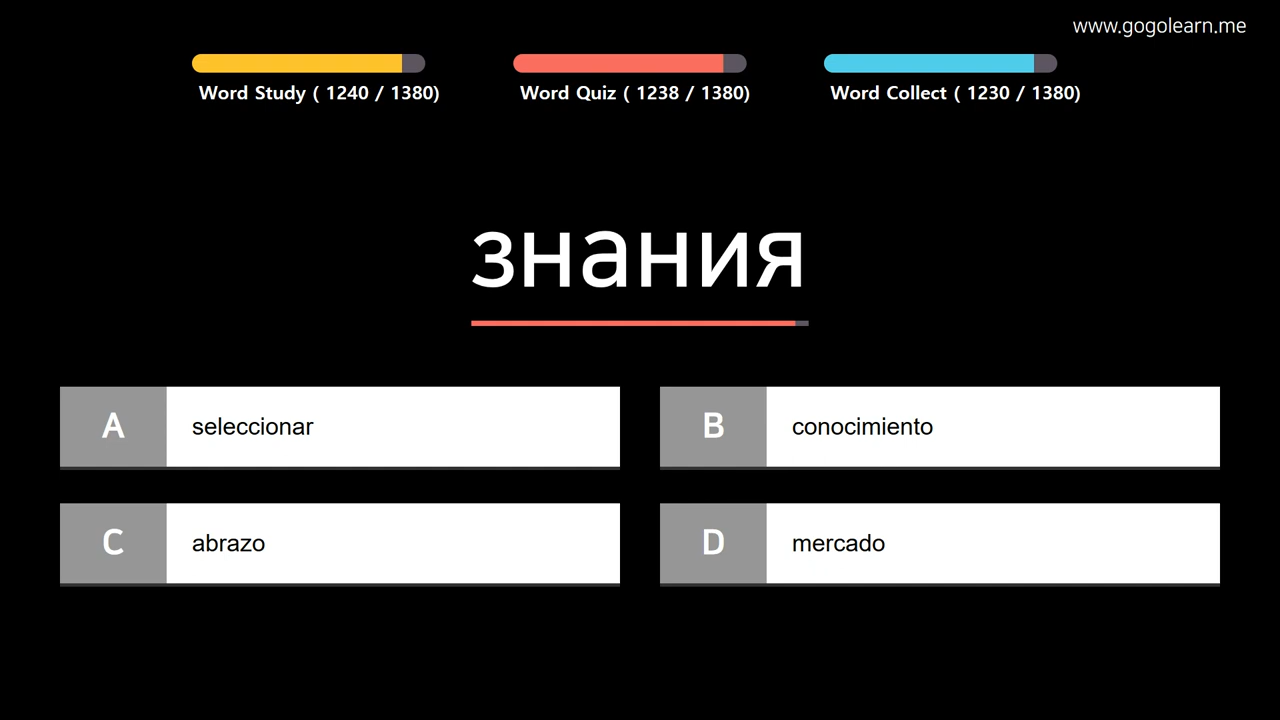 www.gogolearn.me
Word Study ( 1240 / 1380)
Word Quiz ( 1238 / 1380)
Word Collect ( 1230 / 1380)
знания
A seleccionar
B conocimiento
C abrazo
D mercado